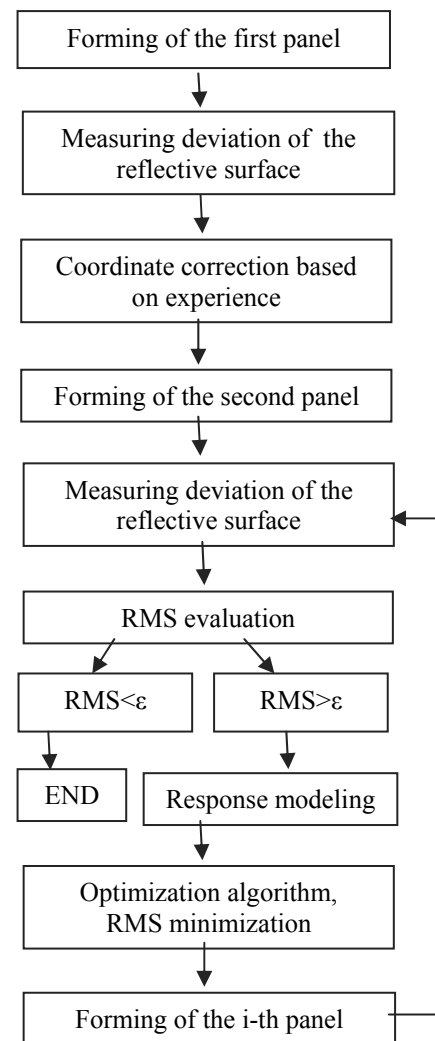 Forming of the first panel
Measuring deviation of the
reflective surface
Coordinate correction based
on experience
Forming of the second panel
Measuring deviation of the
reflective surface
RMS evaluation
RMS<ε
RMS>ε
END
Response modeling
Optimization algorithm,
RMS minimization
Forming of the i-th panel